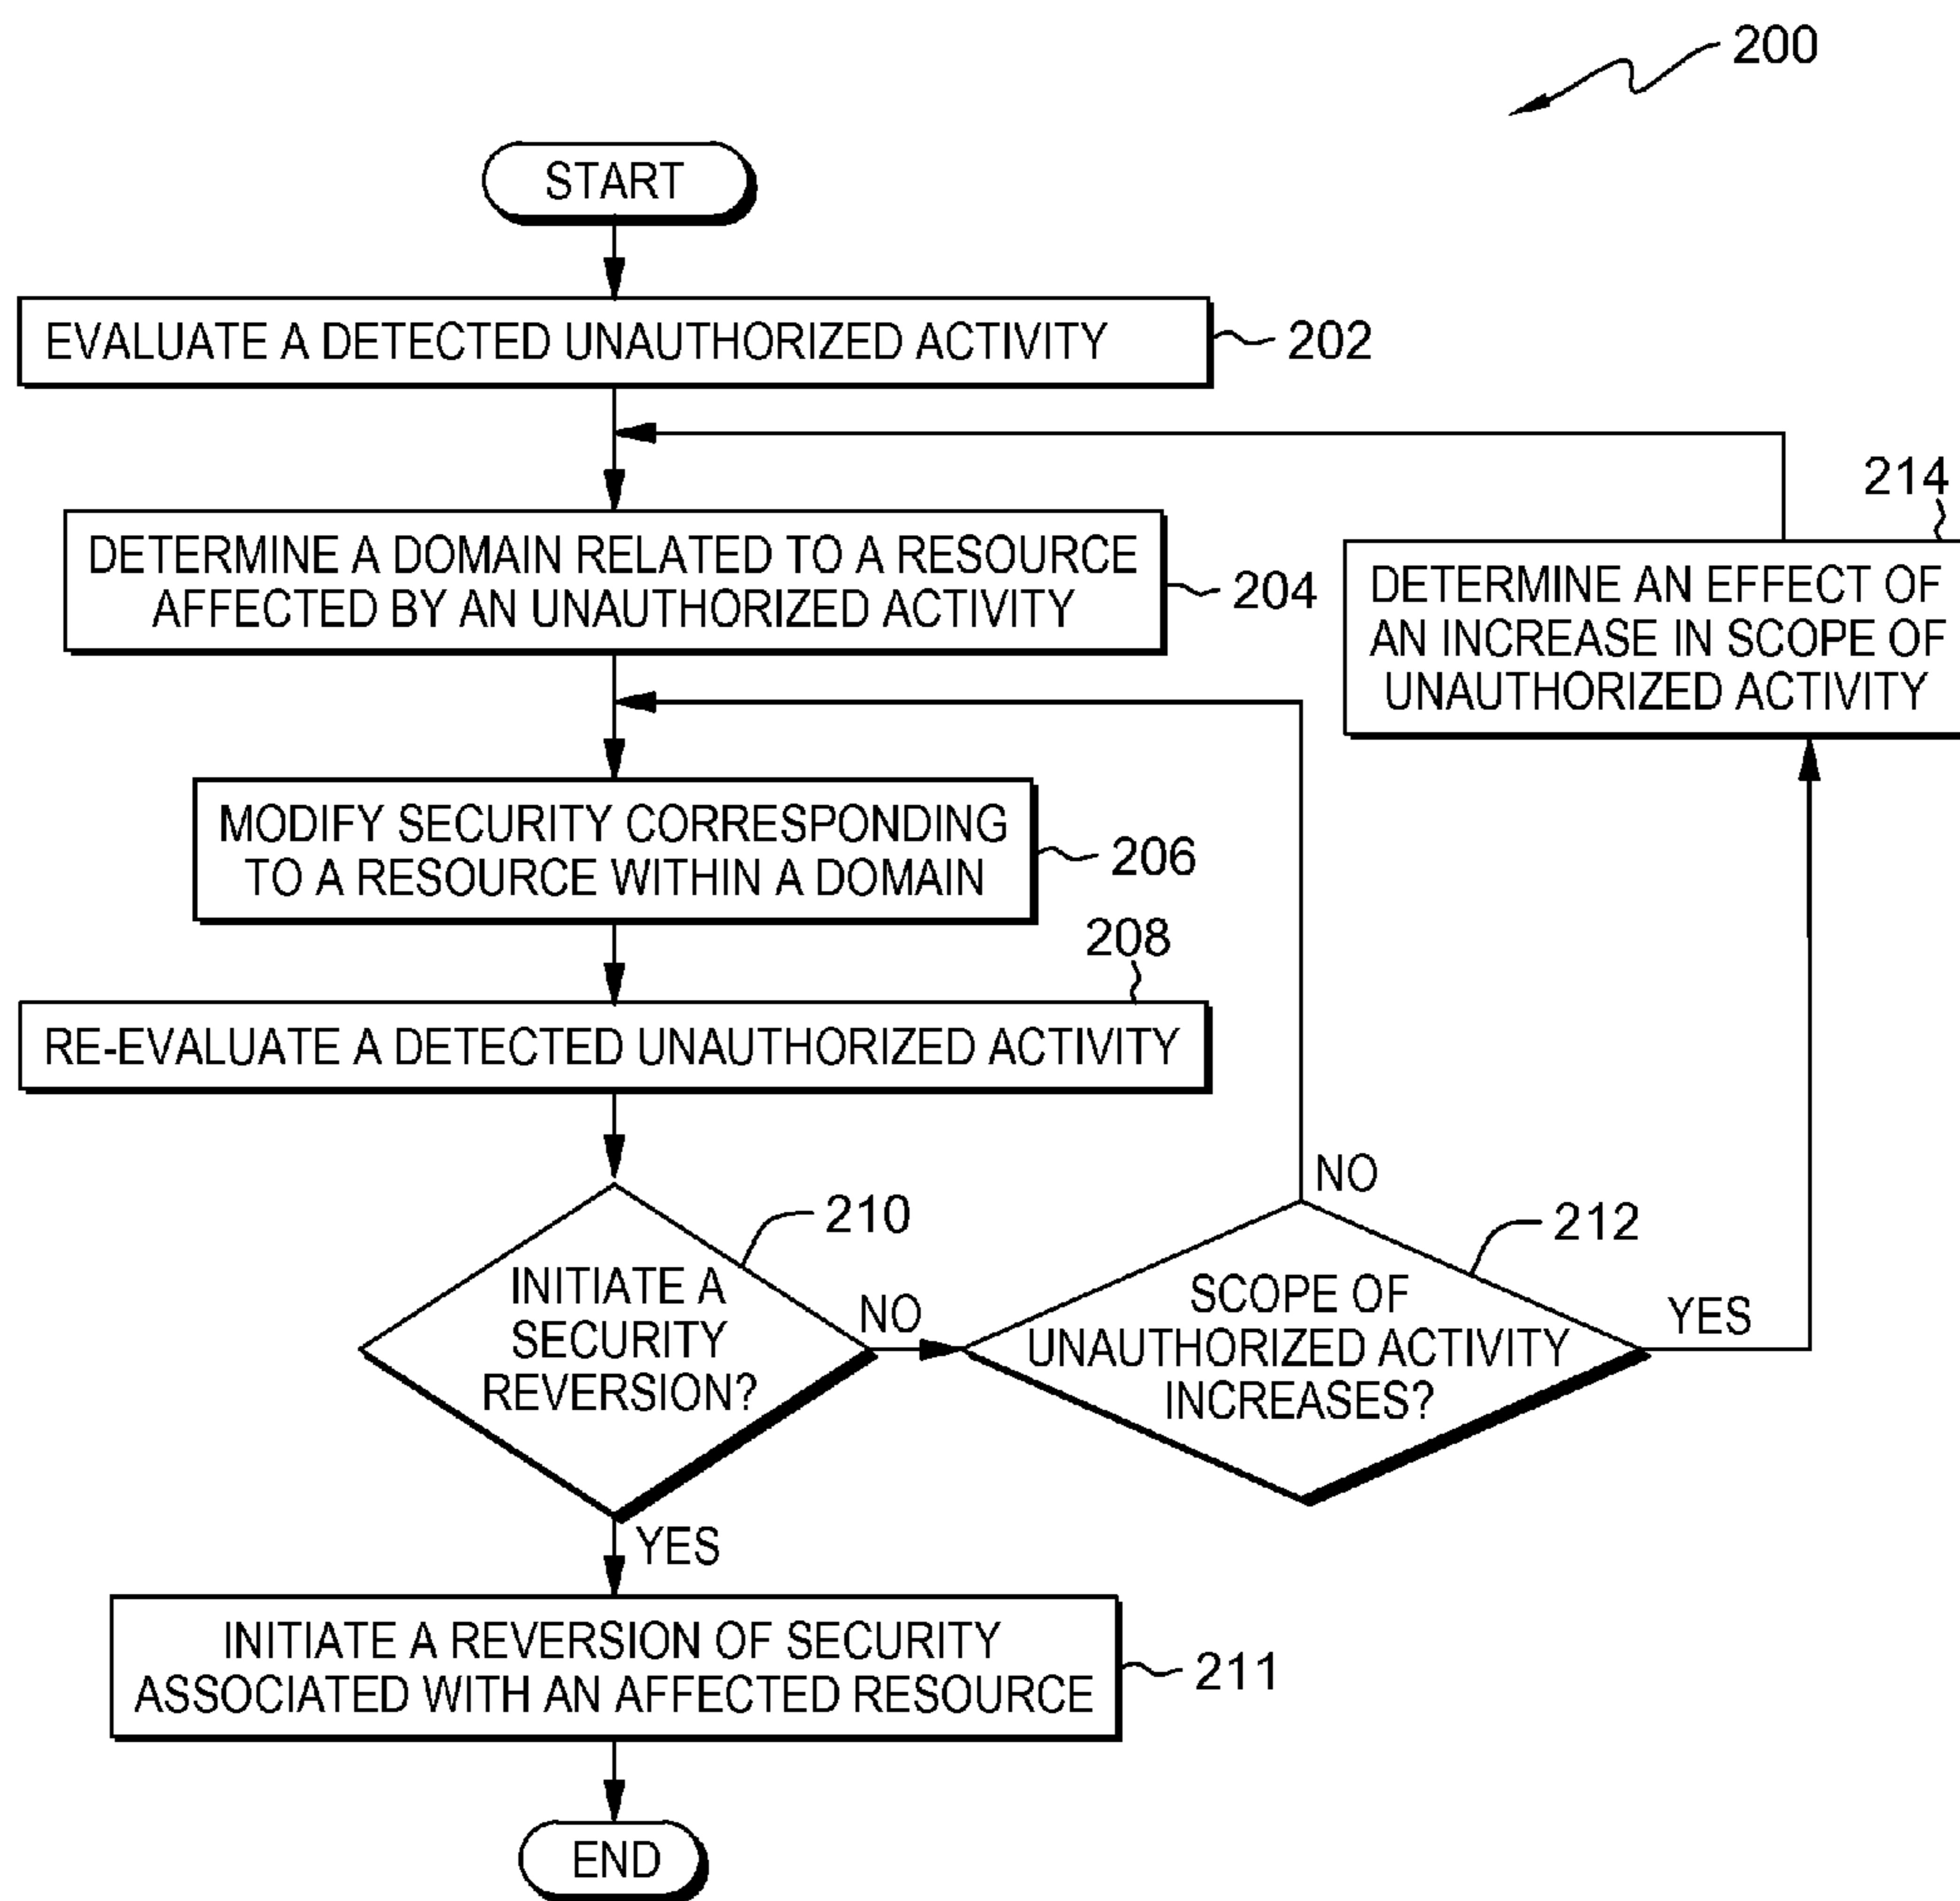 200
START
EVALUATE A DETECTED UNAUTHORIZED ACTIVITY
202
214
DETERMINE A DOMAIN RELATED TO A RESOURCE
AFFECTED BY AN UNAUTHORIZED ACTIVITY
204
DETERMINE AN EFFECT OF
AN INCREASE IN SCOPE OF
UNAUTHORIZED ACTIVITY
MODIFY SECURITY CORRESPONDING
TO A RESOURCE WITHIN A DOMAIN
206
208
RE-EVALUATE A DETECTED UNAUTHORIZED ACTIVITY
210
INITIATE A
SECURITY
REVERSION?
NO
NO
212
SCOPE OF
UNAUTHORIZED ACTIVITY
INCREASES?
YES
YES
INITIATE A REVERSION OF SECURITY
ASSOCIATED WITH AN AFFECTED RESOURCE
211
END